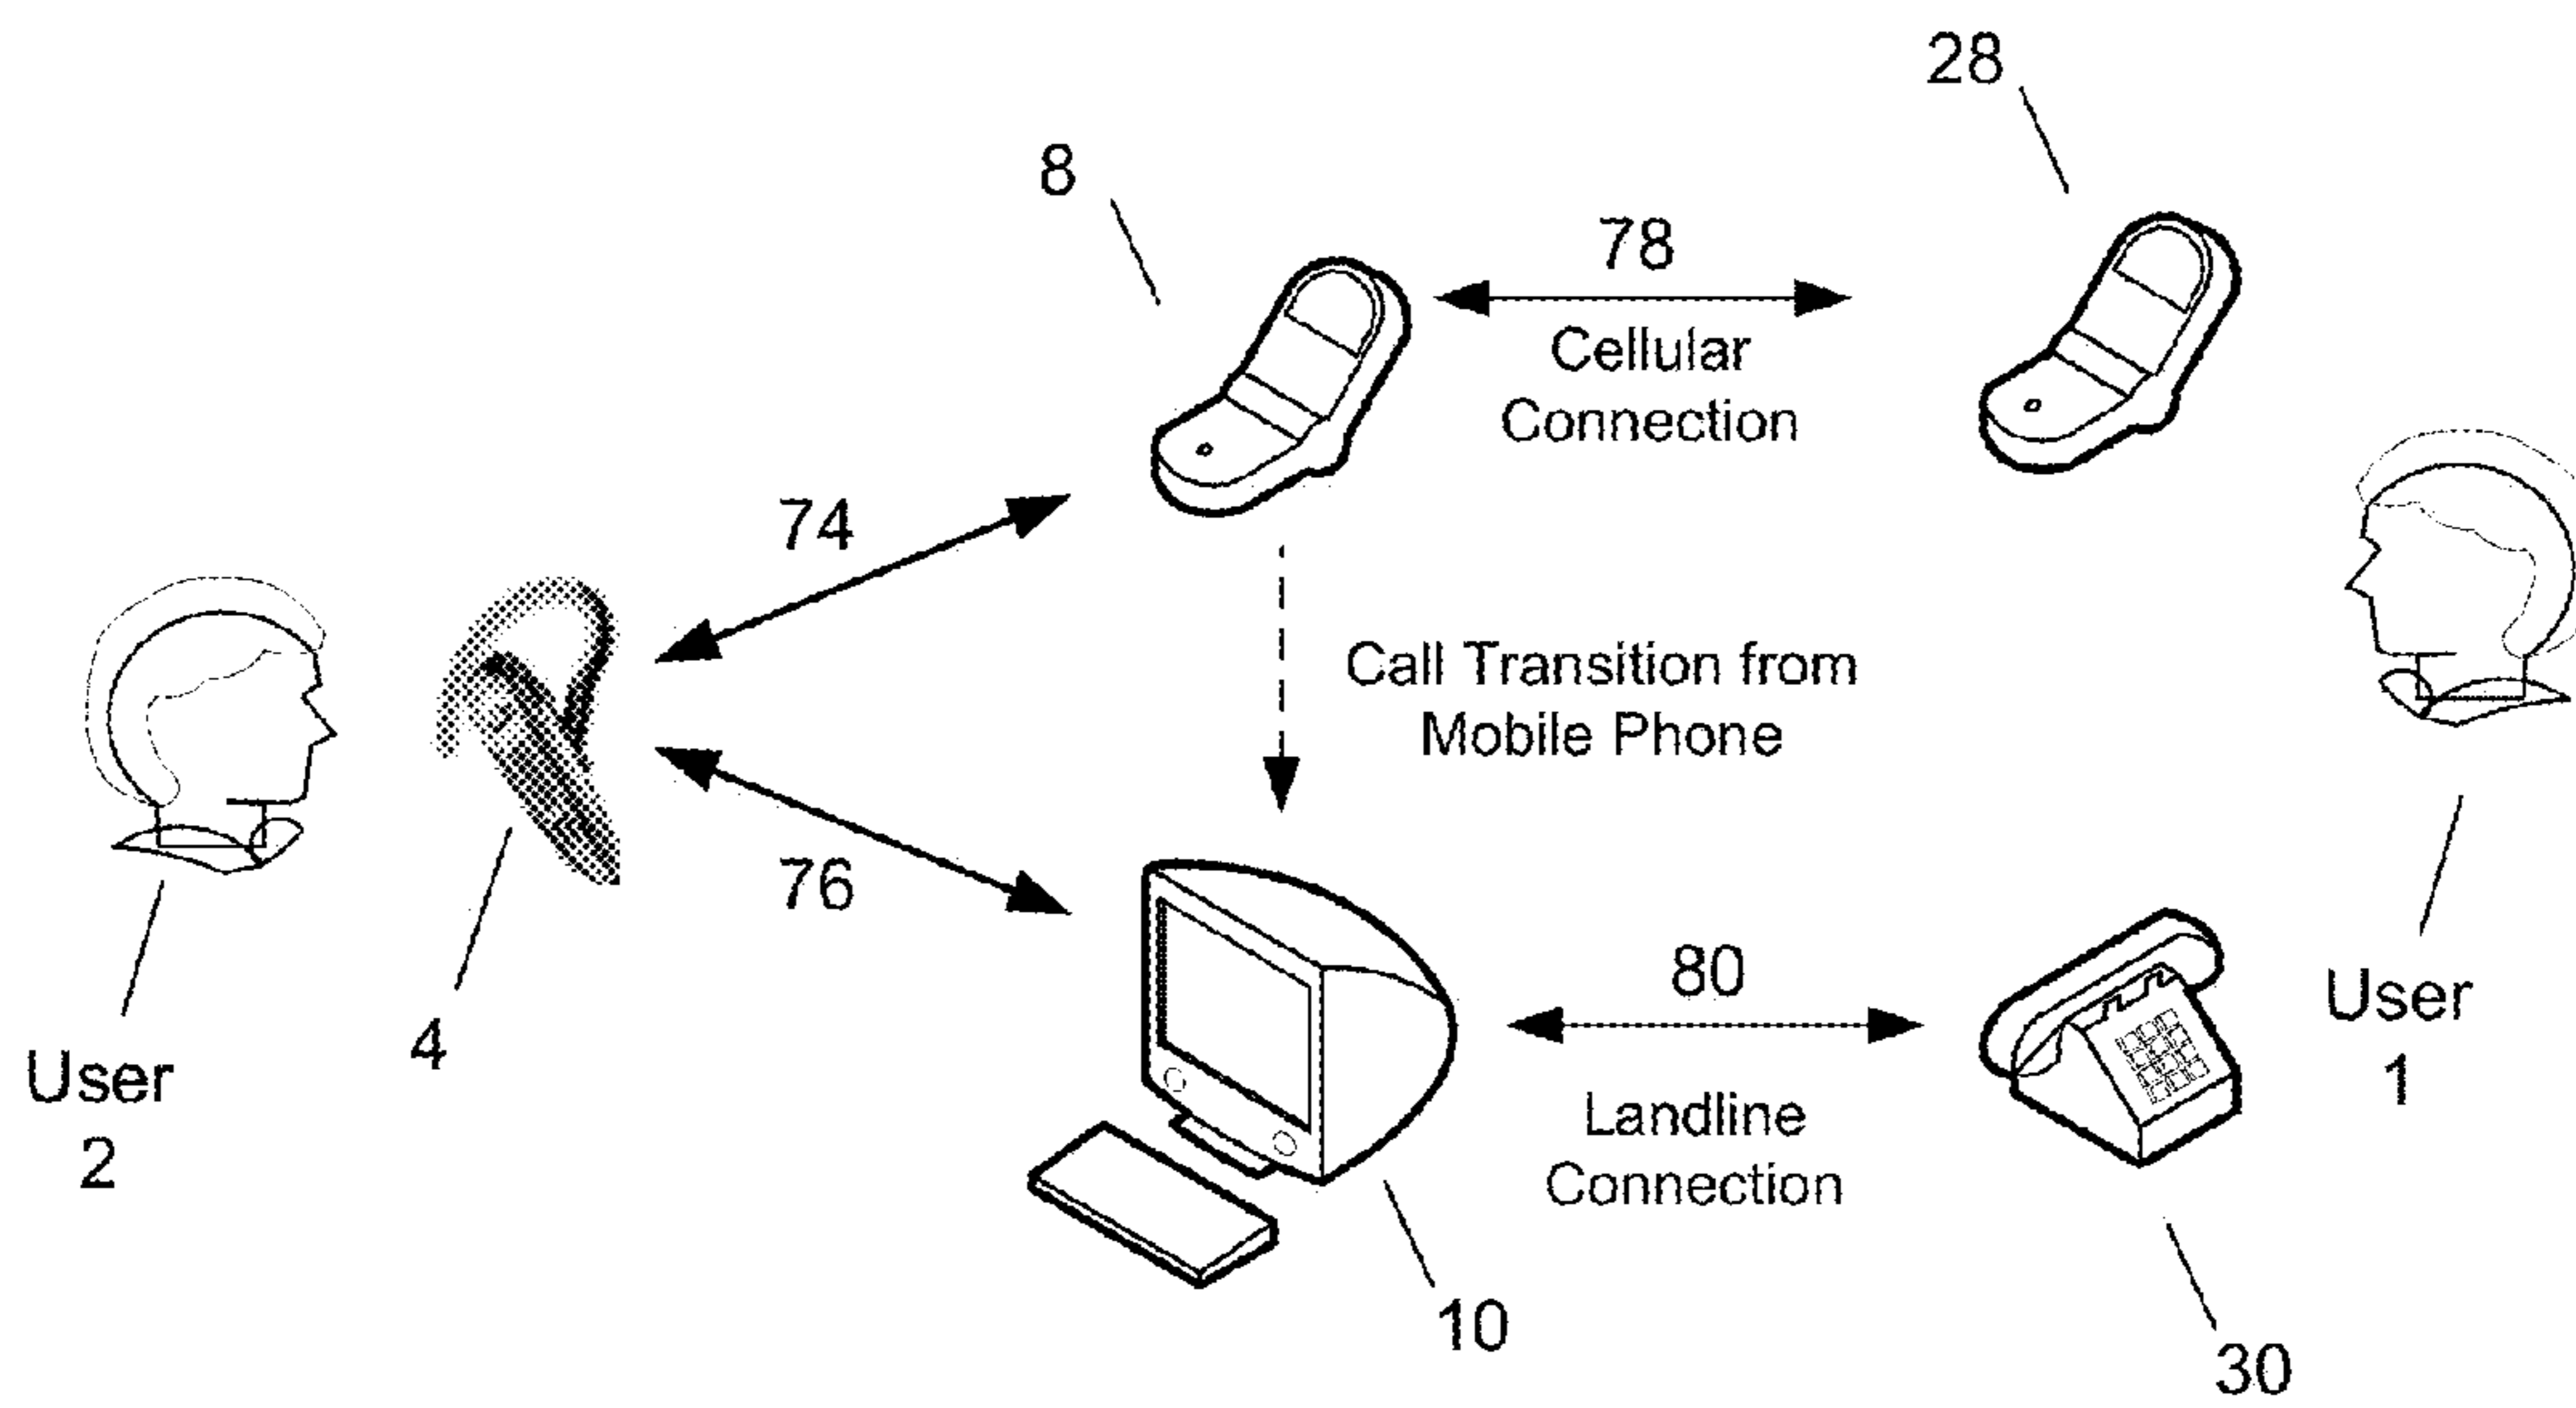 28
8
78
Cellular
Connection
74
Call Transition from
Mobile Phone
76
80
User
1
4
User
2
Landline
Connection
10
30